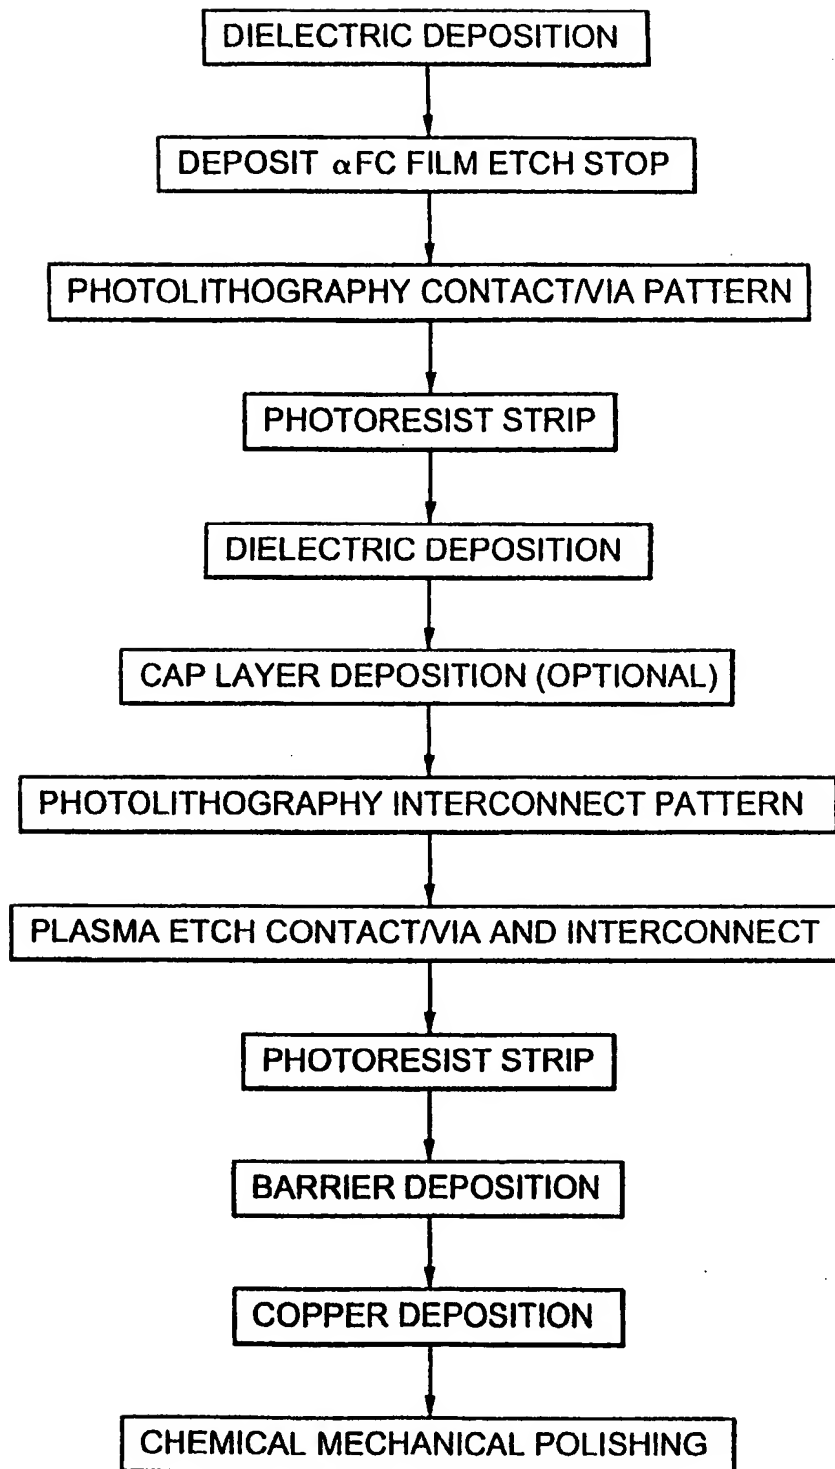 DIELECTRIC DEPOSITION
DEPOSIT αFC FILM ETCH STOP
PHOTOLITHOGRAPHY CONTACT/VIA PATTERN
PHOTORESIST STRIP
DIELECTRIC DEPOSITION
CAP LAYER DEPOSITION (OPTIONAL)
PHOTOLITHOGRAPHY INTERCONNECT PATTERN
PLASMA ETCH CONTACT/VIA AND INTERCONNECT
PHOTORESIST STRIP
BARRIER DEPOSITION
COPPER DEPOSITION
CHEMICAL MECHANICAL POLISHING